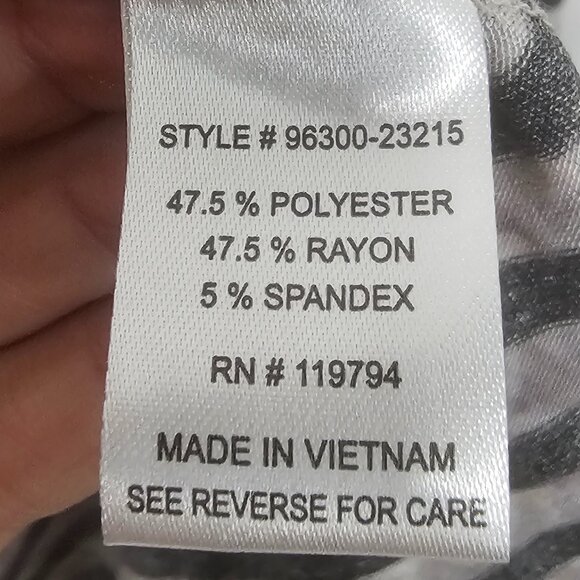 STYLE # 96300-23215
47.5 % POLYESTER
47.5 % RAYON
5 % SPANDEX
RN # 119794
MADE IN VIETNAM
SEE REVERSE FOR CARE